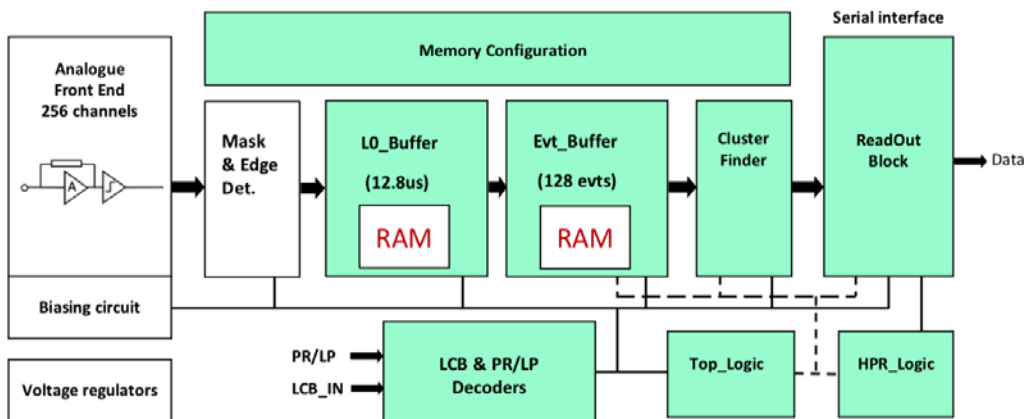 Serial interface
Memory Configuration
Analogue
Front End
256 channels
A
Mask
& Edge
Det.
L0_Buffer
(12.8us)
RAM
Evt_Buffer
(128 evts)
RAM
Cluster
Finder
ReadOut
Block
Data
Biasing circuit
Voltage regulators
PR/LP
LCB_IN
LCB & PR/LP
Decoders
Top_Logic
HPR_Logic